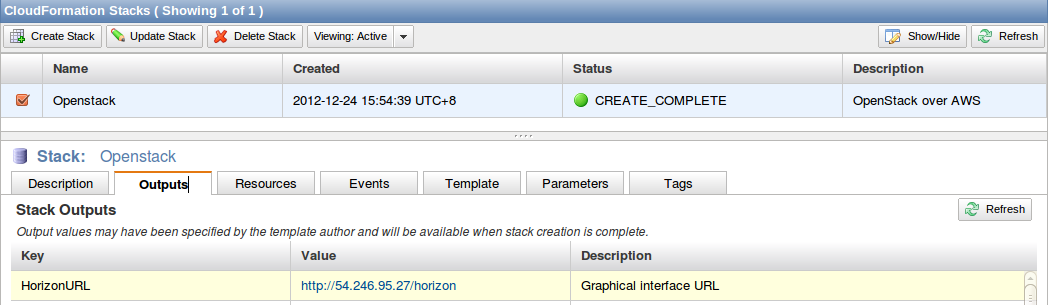 CloudFormation Stacks ( Showing 1 of 1 )
Create Stack Update Stack Delete Stack Viewing: Active Show/Hide Refresh
Name Created Status Description
Openstack 2012-12-24 15:54:39 UTC+8 CREATE_COMPLETE OpenStack over AWS
Stack: Openstack
Description Outputs Resources Events Template Parameters Tags
Stack Outputs Refresh
Output values may have been specified by the template author and will be available when stack creation is complete.
Key Value Description
HorizonURL http://54.246.95.27/horizon Graphical interface URL